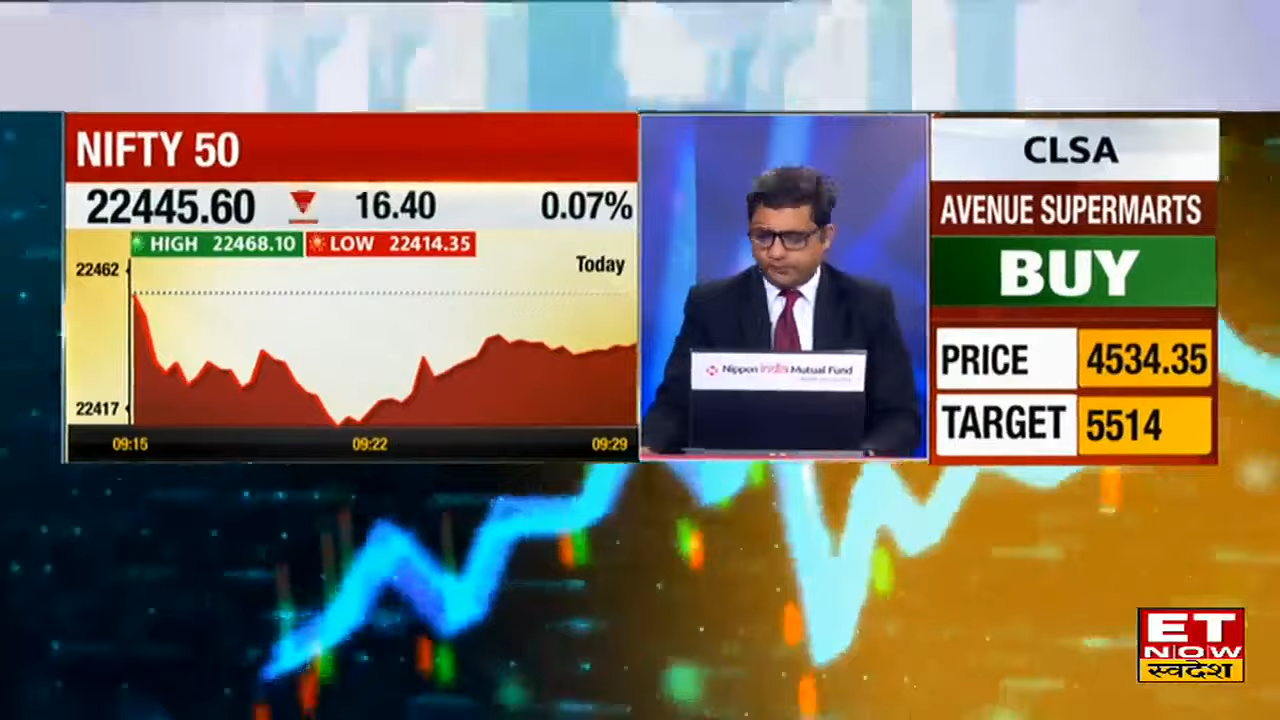 NIFTY 50
22445.60 16.40 0.07%
HIGH 22468.10 LOW 22414.35
Today
22462
22417
09:15 09:22 09:29
Nippon india Mutual Fund
CLSA
AVENUE SUPERMARTS
BUY
PRICE 4534.35
TARGET 5514
ET
NOW
स्वदेश